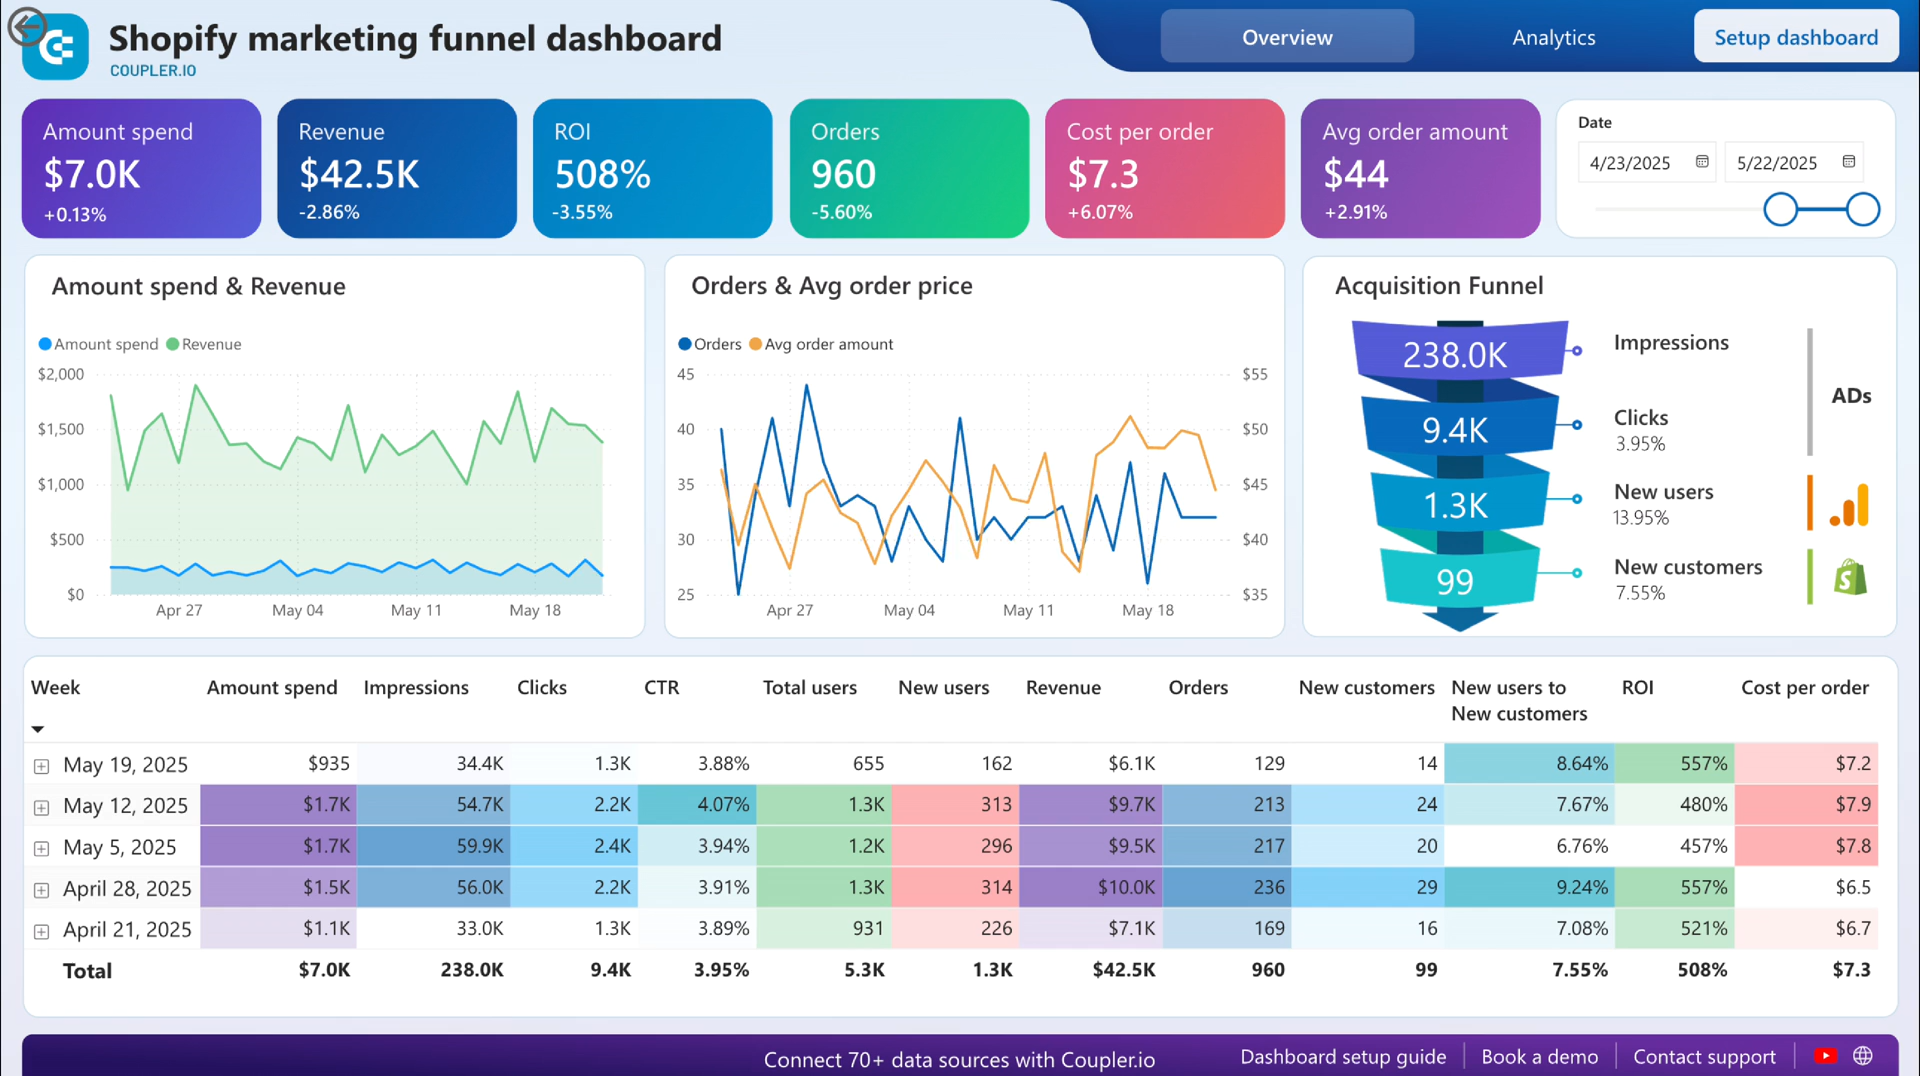 Shopify marketing funnel dashboard
COUPLER.IO
Overview
Analytics
Setup dashboard
Amount spend
$7.0K
+0.13%
Revenue
$42.5K
-2.86%
ROI
508%
-3.55%
Orders
960
-5.60%
Cost per order
$7.3
+6.07%
Avg order amount
$44
+2.91%
Date
4/23/2025
5/22/2025
Amount spend & Revenue
Amount spend Revenue
$2,000
$1,500
$1,000
$500
$0
Apr 27 May 04 May 11 May 18
Orders & Avg order price
Orders Avg order amount
45 $55
40 $50
35 $45
30 $40
25 $35
Apr 27 May 04 May 11 May 18
Acquisition Funnel
238.0K Impressions
9.4K Clicks
3.95%
ADs
1.3K New users
13.95%
99 New customers
7.55%
Week Amount spend Impressions Clicks CTR Total users New users Revenue Orders New customers New users to New customers ROI Cost per order
May 19, 2025 $935 34.4K 1.3K 3.88% 655 162 $6.1K 129 14 8.64% 557% $7.2
May 12, 2025 $1.7K 54.7K 2.2K 4.07% 1.3K 313 $9.7K 213 24 7.67% 480% $7.9
May 5, 2025 $1.7K 59.9K 2.4K 3.94% 1.2K 296 $9.5K 217 20 6.76% 457% $7.8
April 28, 2025 $1.5K 56.0K 2.2K 3.91% 1.3K 314 $10.0K 236 29 9.24% 557% $6.5
April 21, 2025 $1.1K 33.0K 1.3K 3.89% 931 226 $7.1K 169 16 7.08% 521% $6.7
Total $7.0K 238.0K 9.4K 3.95% 5.3K 1.3K $42.5K 960 99 7.55% 508% $7.3
Connect 70+ data sources with Coupler.io
Dashboard setup guide
Book a demo
Contact support